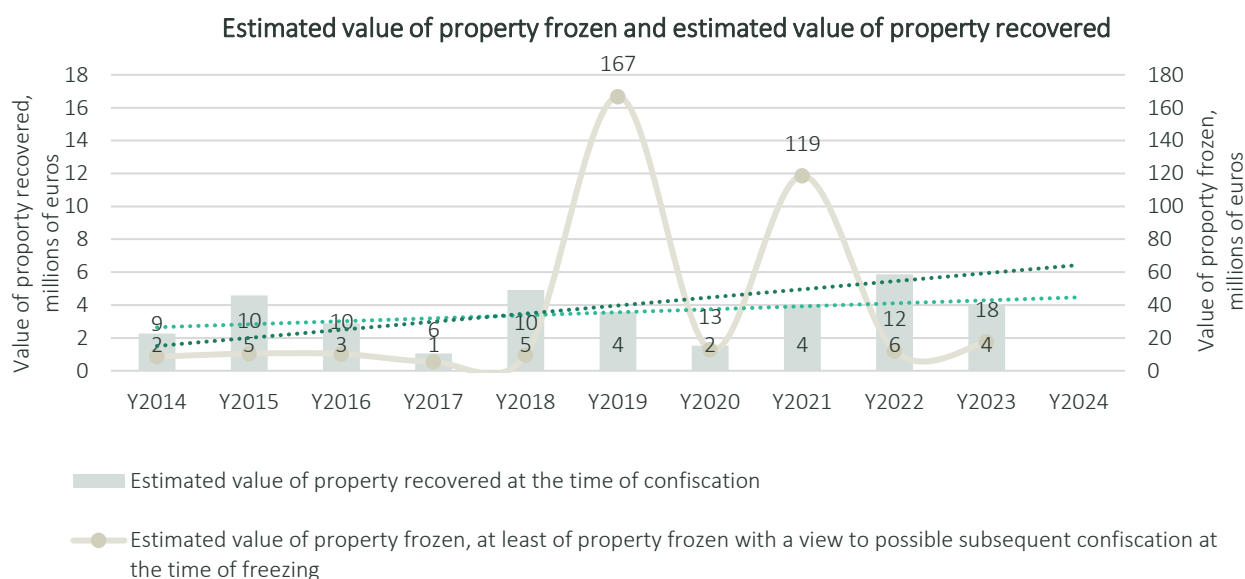 Estimated value of property frozen and estimated value of property recovered
Value of property recovered,
millions of euros
18
16
14
12
10
8
6
4
2
0
167
119
9
10
10
6
10
13
12
18
2
5
3
1
5
4
2
4
6
4
180
160
140
120
100
80
60
40
20
0
Value of property frozen,
millions of euros
Y2014
Y2015
Y2016
Y2017
Y2018
Y2019
Y2020
Y2021
Y2022
Y2023
Y2024
Estimated value of property recovered at the time of confiscation
Estimated value of property frozen, at least of property frozen with a view to possible subsequent confiscation at
the time of freezing